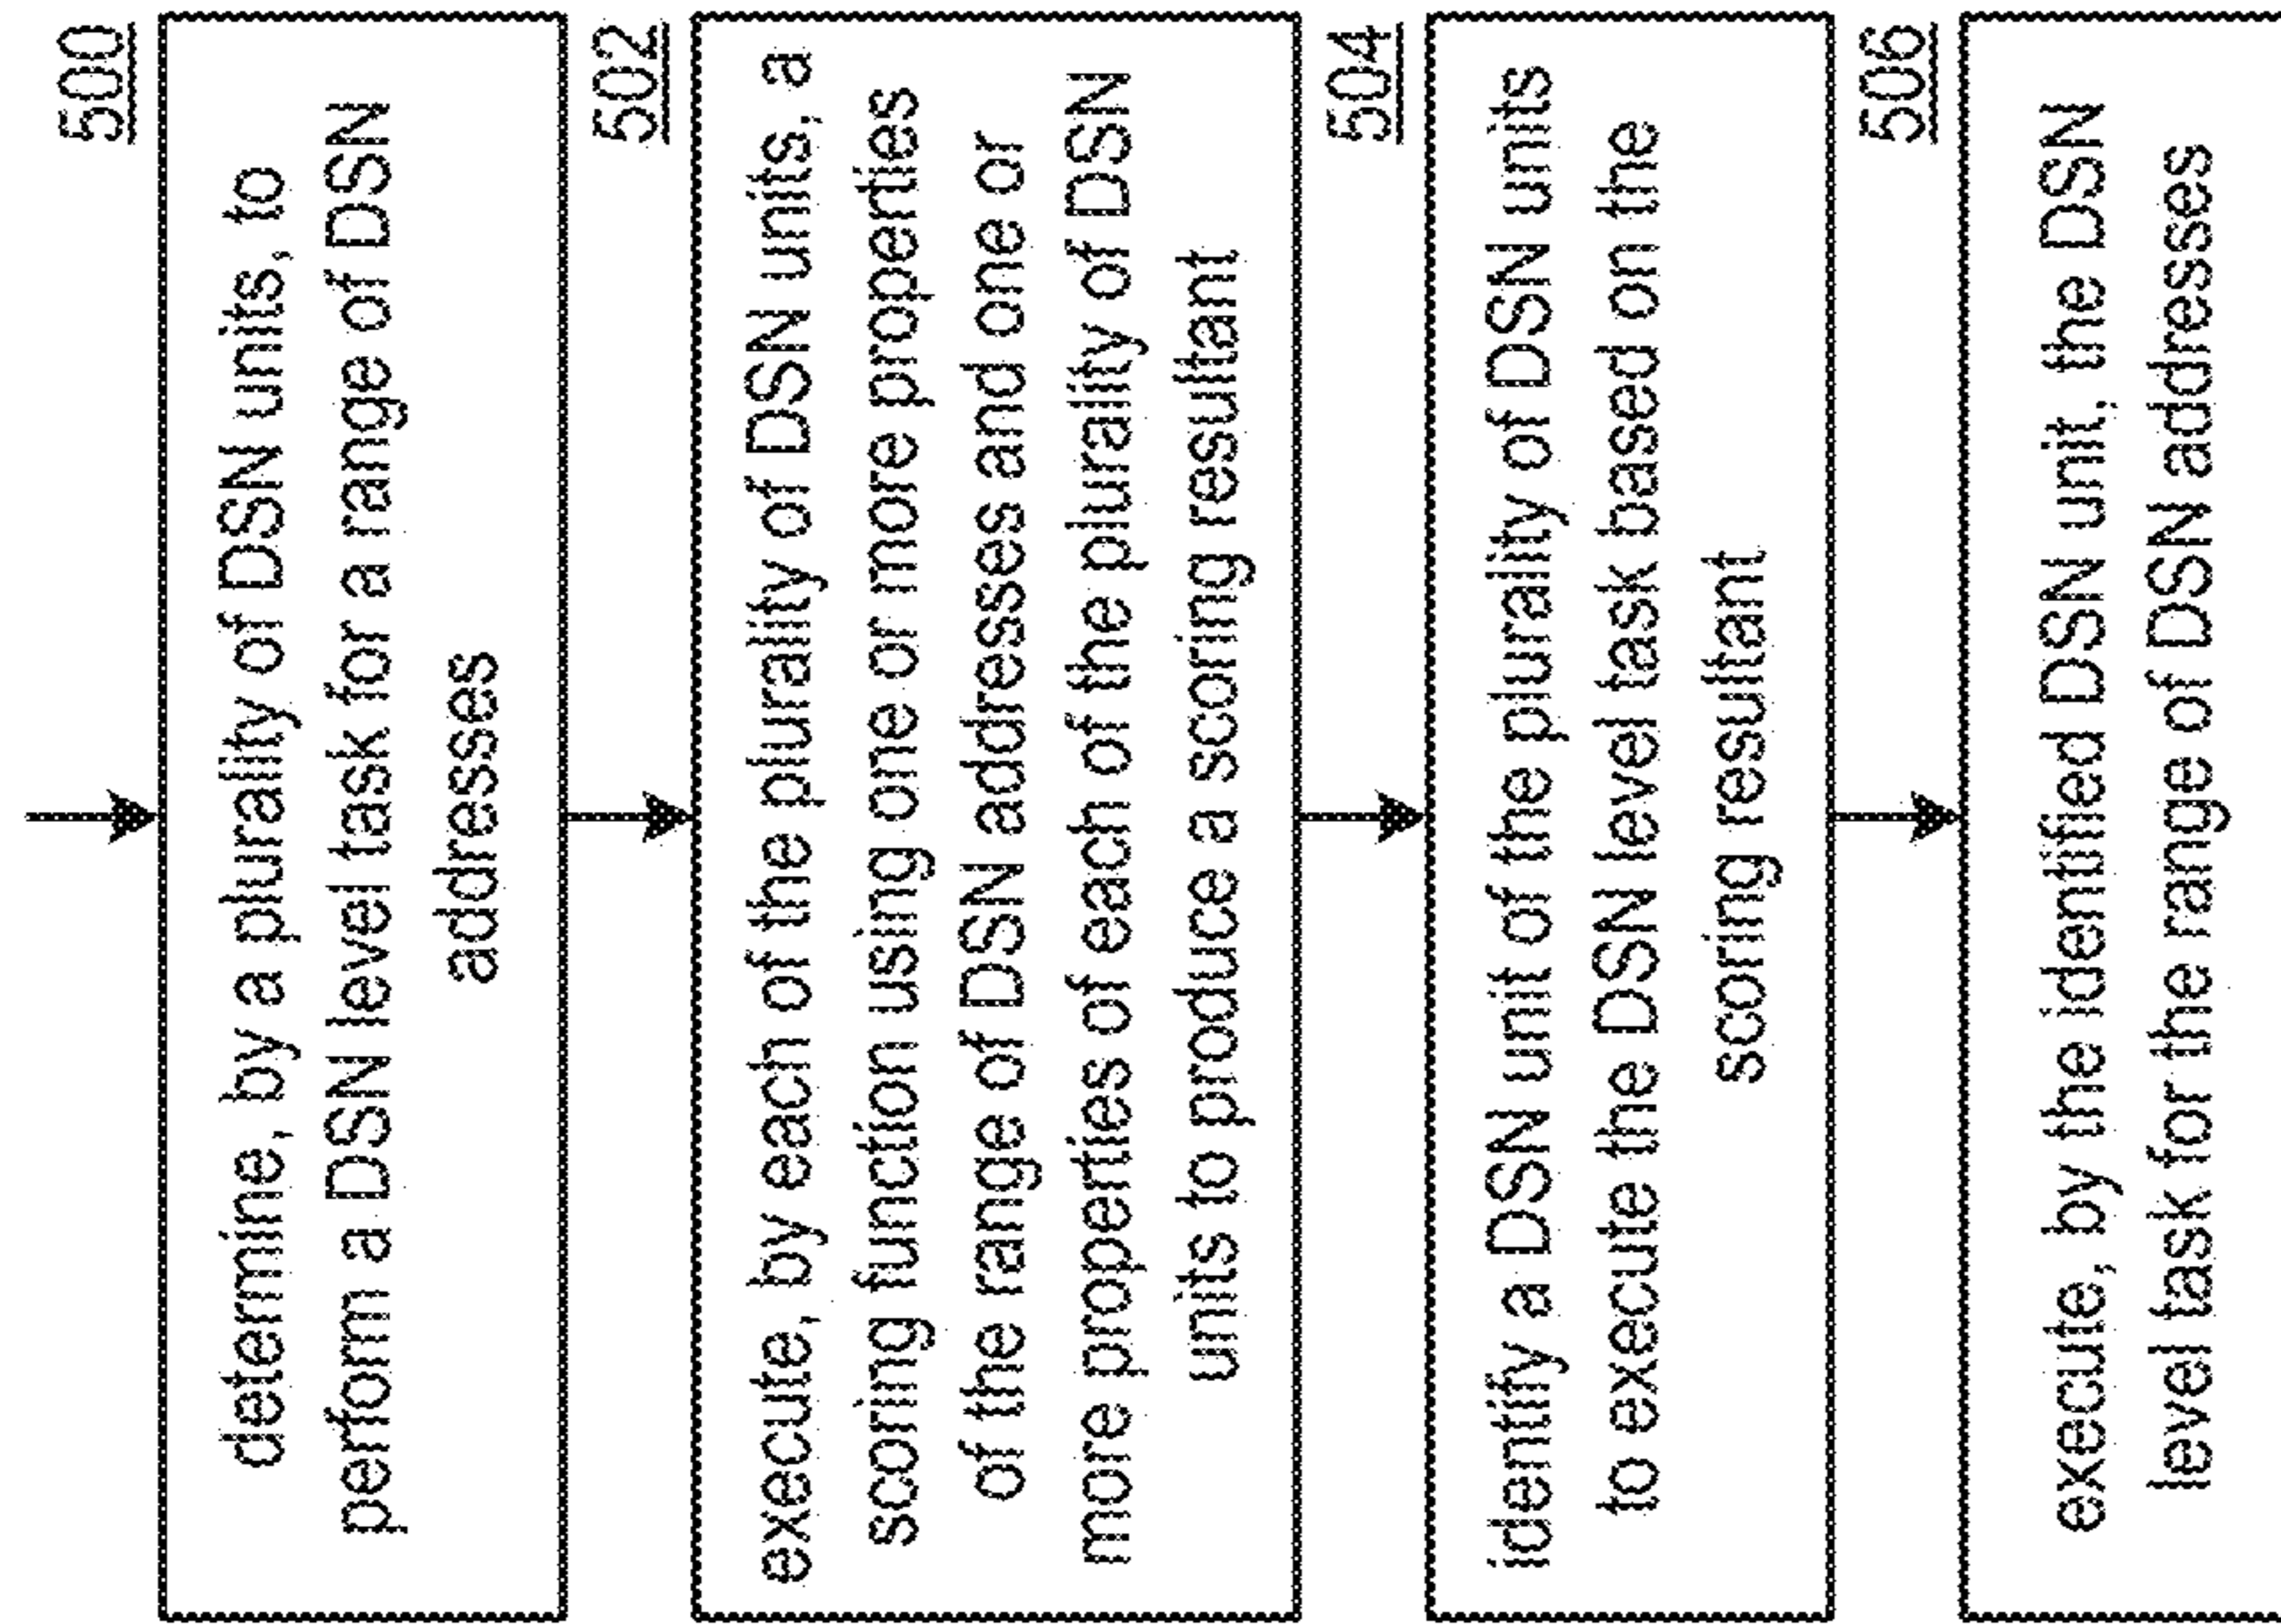 500
determine, by a plurality of DSN units, to
perform a DSN level task for a range of DSN
addresses
502
execute, by each of the plurality of DSN units, a
scoring function using one or more properties
of the range of DSN addresses and one or
more properties of each of the plurality of DSN
units to produce a scoring resultant
504
identify a DSN unit of the plurality of DSN units
to execute the DSN level task based on the
scoring resultant
506
execute, by the identified DSN unit, the DSN
level task for the range of DSN addresses